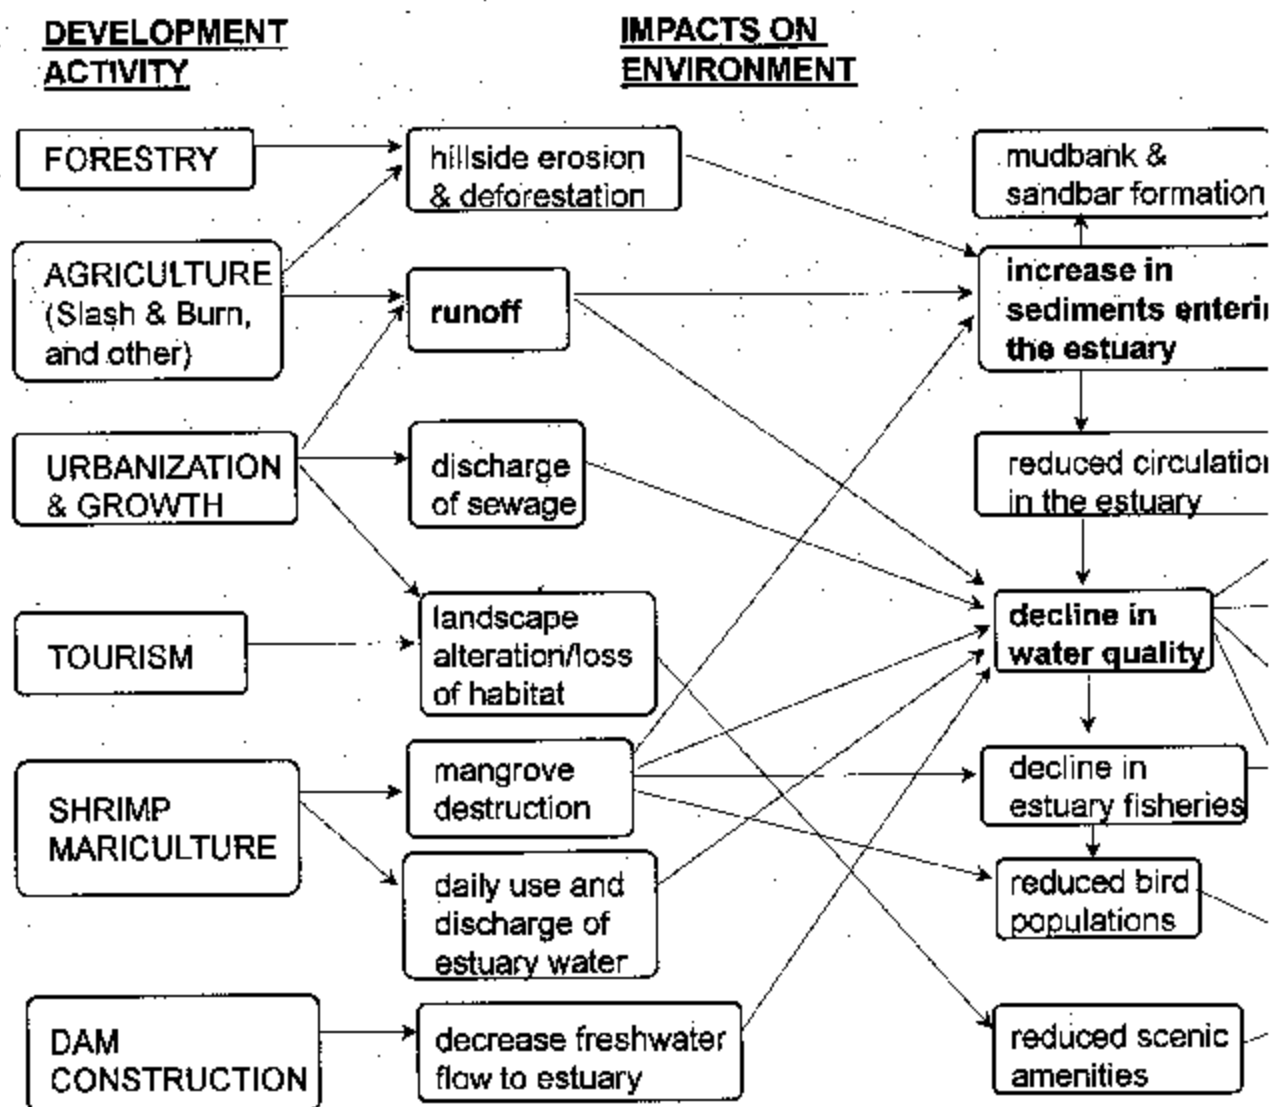 DEVELOPMENT
ACTIVITY
IMPACTS ON
ENVIRONMENT
FORESTRY
hillside erosion
& deforestation
mudbank &
sandbar formation
AGRICULTURE
(Slash & Burn,
and other)
runoff
increase in
sediments enteri
the estuary
URBANIZATION
& GROWTH
discharge
of sewage
reduced circulation
in the estuary
TOURISM
landscape
alteration/loss
of habitat
decline in
water quality
SHRIMP
MARICULTURE
mangrove
destruction
decline in
estuary fisheries
daily use and
discharge of
estuary water
reduced bird
populations
DAM
CONSTRUCTION
decrease freshwater
flow to estuary
reduced scenic
amenities